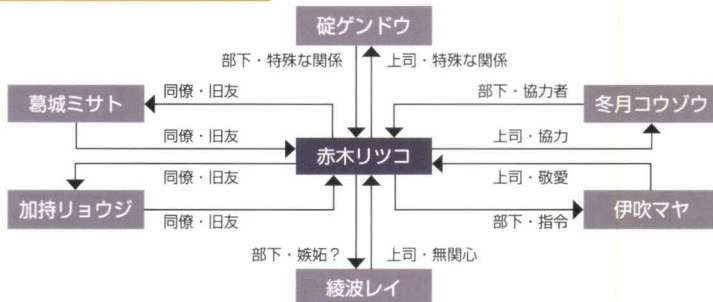 碇ゲンドウ
部下・特殊な関係
上司・特殊な関係
葛城ミサト
同僚・旧友
部下・協力者
冬月コウゾウ
同僚・旧友
上司・協力
赤木リツコ
同僚・旧友
上司・敬愛
加持リョウジ
同僚・旧友
部下・指令
伊吹マヤ
部下・嫉妬？
上司・無関心
綾波レイ